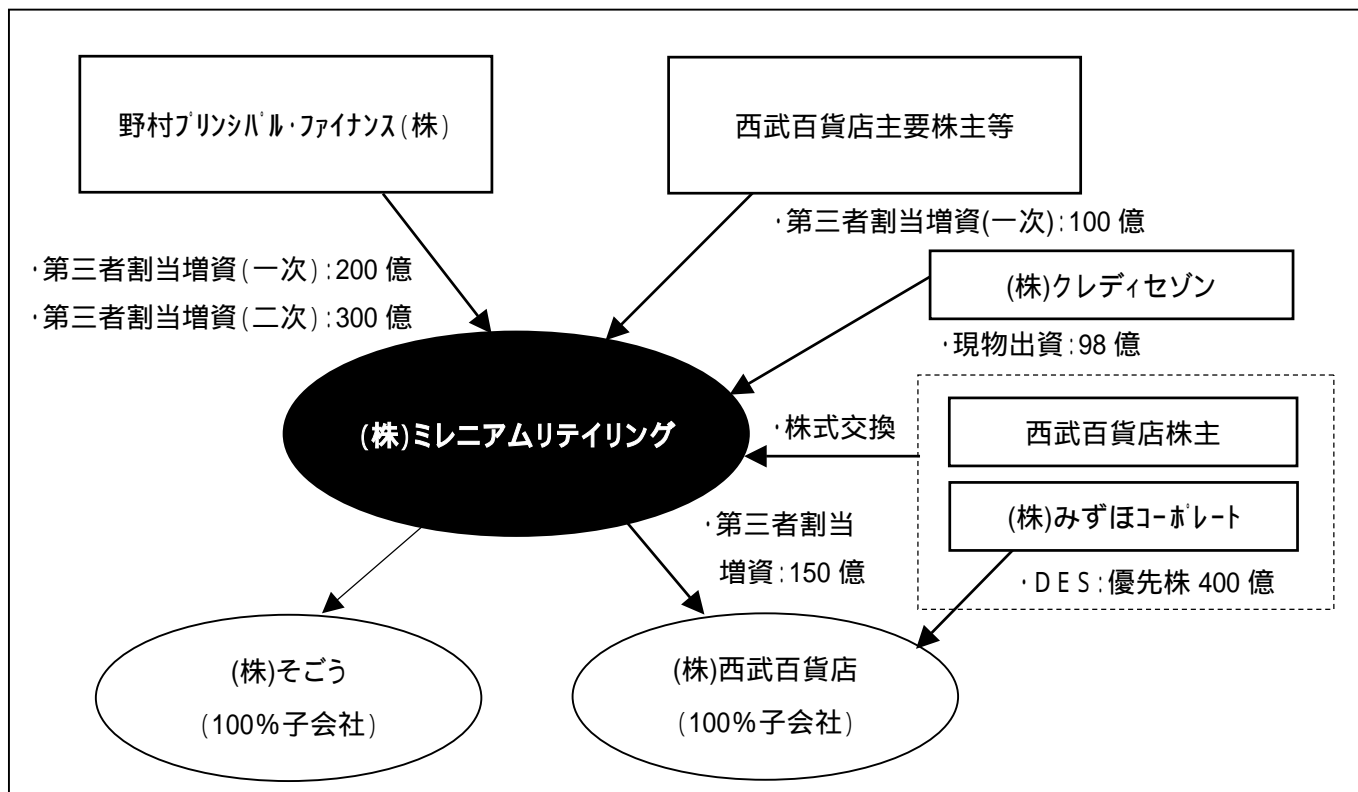 野村ﾌﾟﾘﾝｼﾊﾟﾙ･ﾌｧｲﾅﾝｽ(株)
西武百貨店主要株主等
･第三者割当増資(一次):100 億
･第三者割当増資(一次):200 億
･第三者割当増資(二次):300 億
(株)クレディセゾン
･現物出資:98 億
(株)ミレニアムリテイリング
･株式交換
西武百貨店株主
(株)みずほｺｰﾎﾟﾚｰﾄ
･DES:優先株 400 億
･第三者割当
増資:150 億
(株)そごう
(100%子会社)
(株)西武百貨店
(100%子会社)